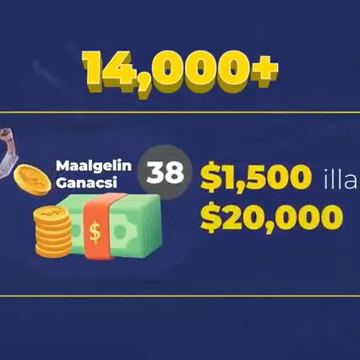 14,000+
Maalgelin
Ganacsi
38
$1,500 illa
$20,000
$